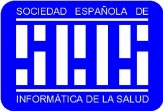 SOCIEDAD ESPAÑOLA DE
SEIS
INFORMÁTICA DE LA SALUD